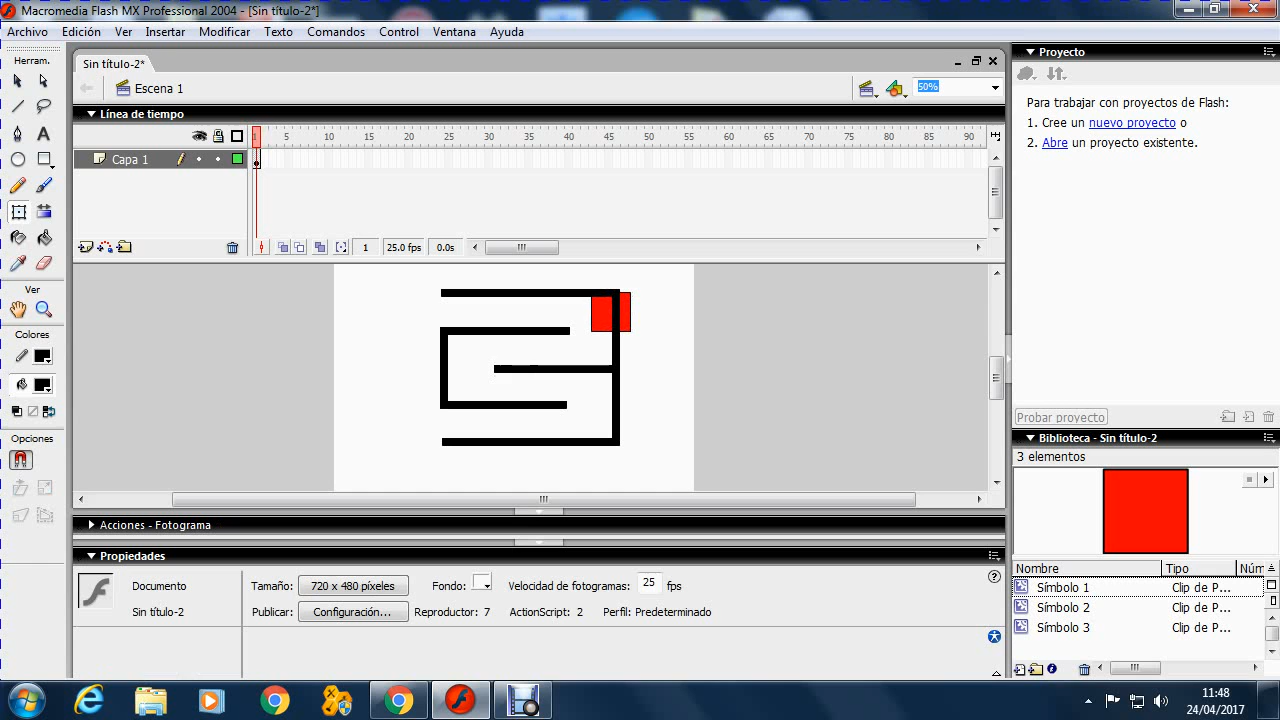 Macromedia Flash MX Professional 2004 - [Sin título-2*]
Archivo Edición Ver Insertar Modificar Texto Comandos Control Ventana Ayuda
Herram.
Sin título-2*
Escena 1
50%
Línea de tiempo
1 5 10 15 20 25 30 35 40 45 50 55 60 65 70 75 80 85 90
Capa 1
1 25.0 fps 0.0s
Ver
Colores
Opciones
Acciones - Fotograma
Propiedades
Documento
Sin título-2
Tamaño: 720 x 480 píxeles Fondo: Velocidad de fotogramas: 25 fps
Publicar: Configuración... Reproductor: 7 ActionScript: 2 Perfil: Predeterminado
Proyecto
Para trabajar con proyectos de Flash:
1. Cree un nuevo proyecto o
2. Abre un proyecto existente.
Probar proyecto
Biblioteca - Sin título-2
3 elementos
Nombre Tipo Núm
Símbolo 1 Clip de P...
Símbolo 2 Clip de P...
Símbolo 3 Clip de P...
11:48
24/04/2017